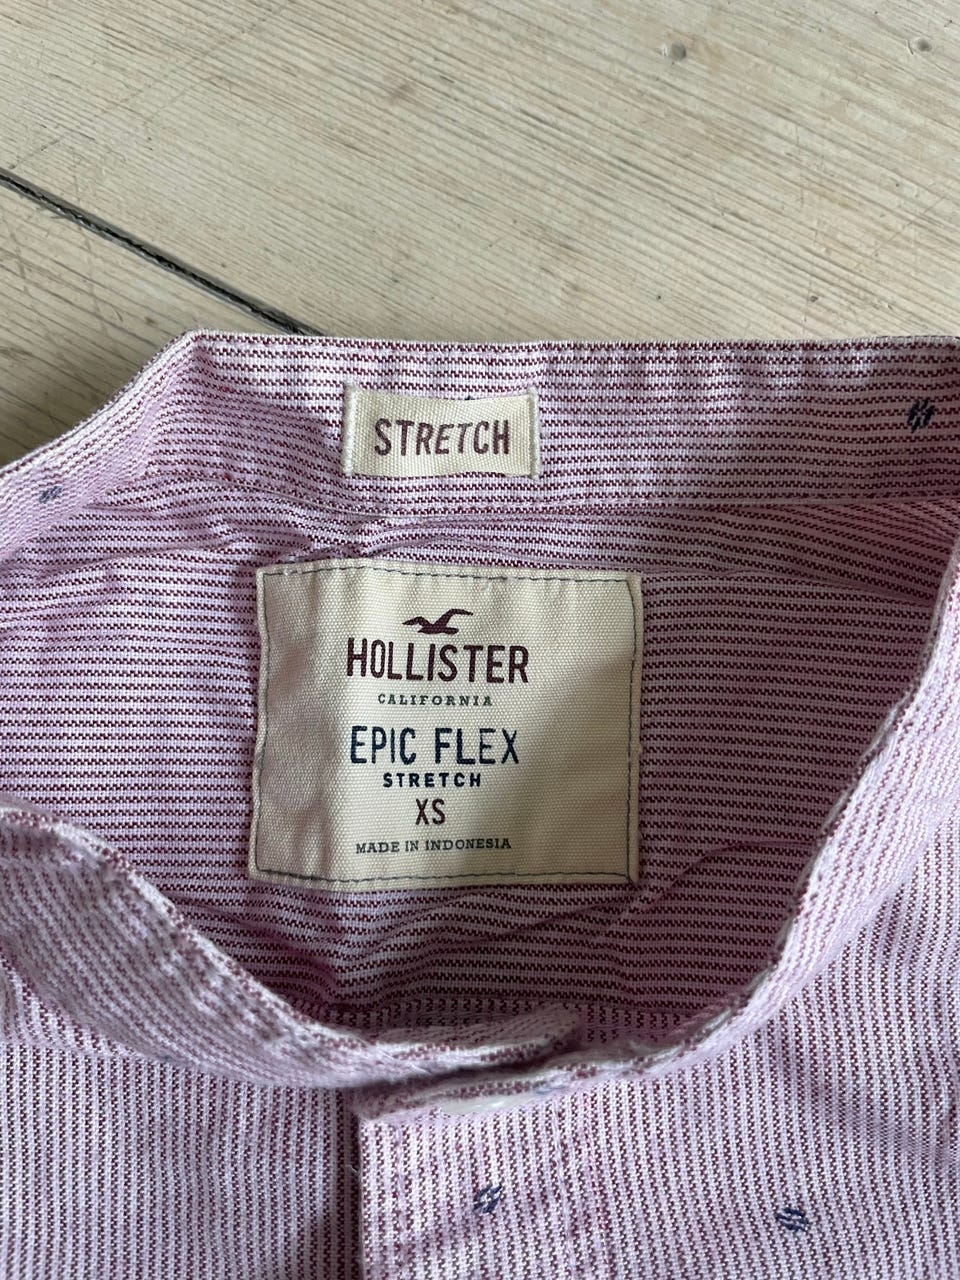 STRETCH
HOLLISTER
CALIFORNIA
EPIC FLEX
STRETCH
XS
MADE IN INDONESIA